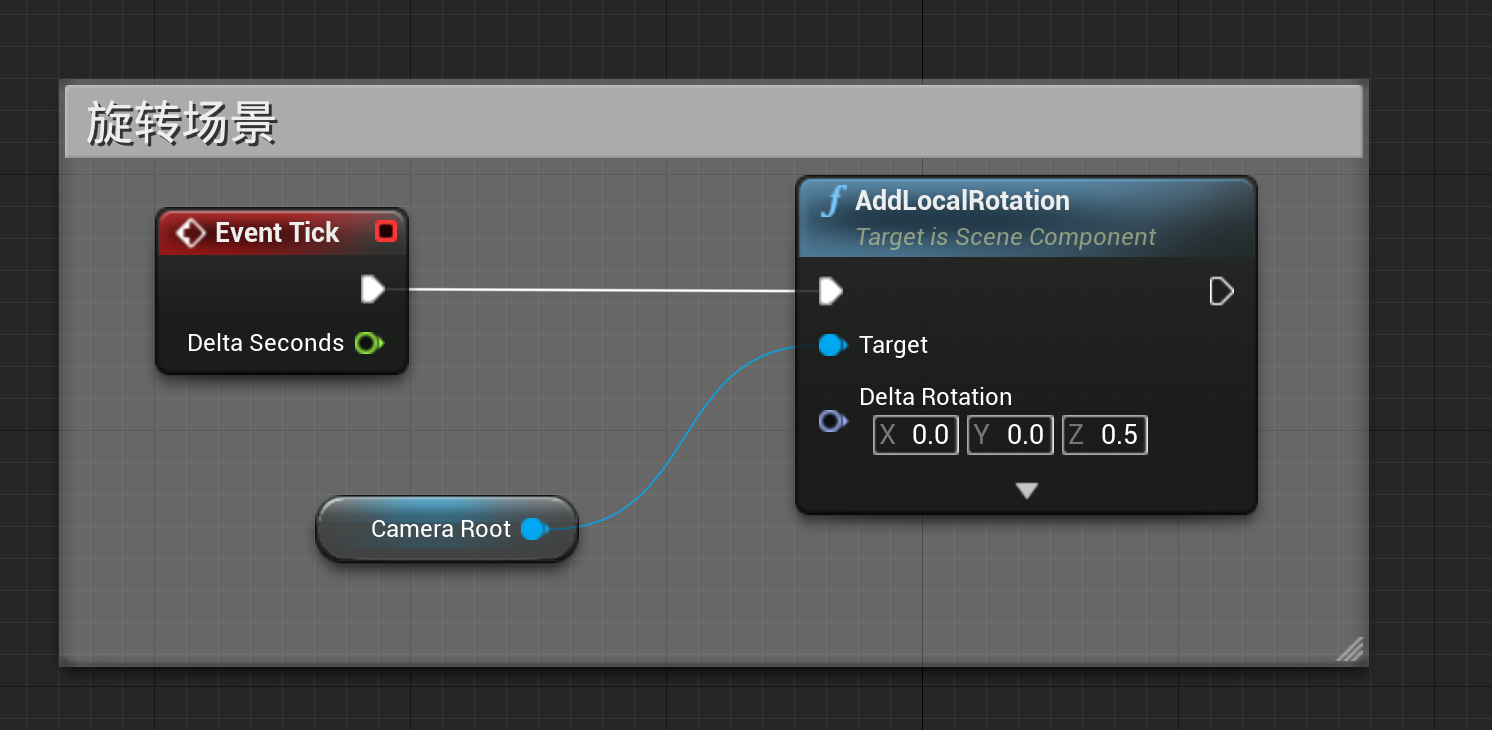 旋转场景
Event Tick
Delta Seconds
Camera Root
AddLocalRotation
Target is Scene Component
Target
Delta Rotation
X 0.0 Y 0.0 Z 0.5